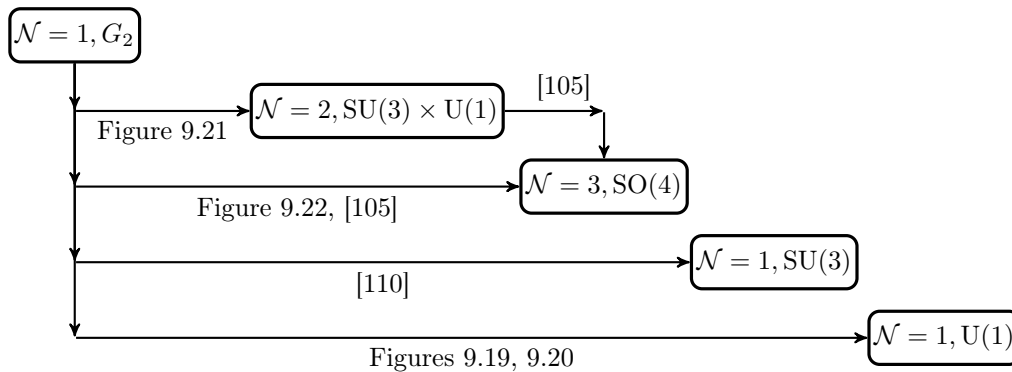 𝒩 = 1, G₂
[105]
𝒩 = 2, SU(3) × U(1)
Figure 9.21
𝒩 = 3, SO(4)
Figure 9.22, [105]
𝒩 = 1, SU(3)
[110]
𝒩 = 1, U(1)
Figures 9.19, 9.20